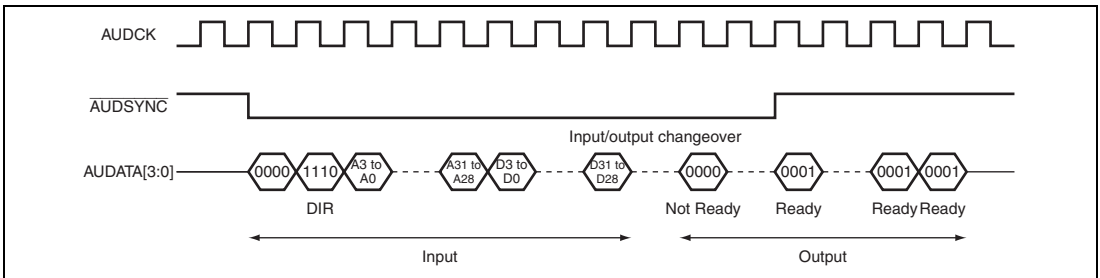 AUDCK
AUDSYNC
Input/output changeover
AUDATA[3:0]
0000
1110
A3 to
A0
A31 to
A28
D3 to
D0
D31 to
D28
0000
0001
0001
0001
DIR
Not Ready
Ready
Ready
Ready
Input
Output